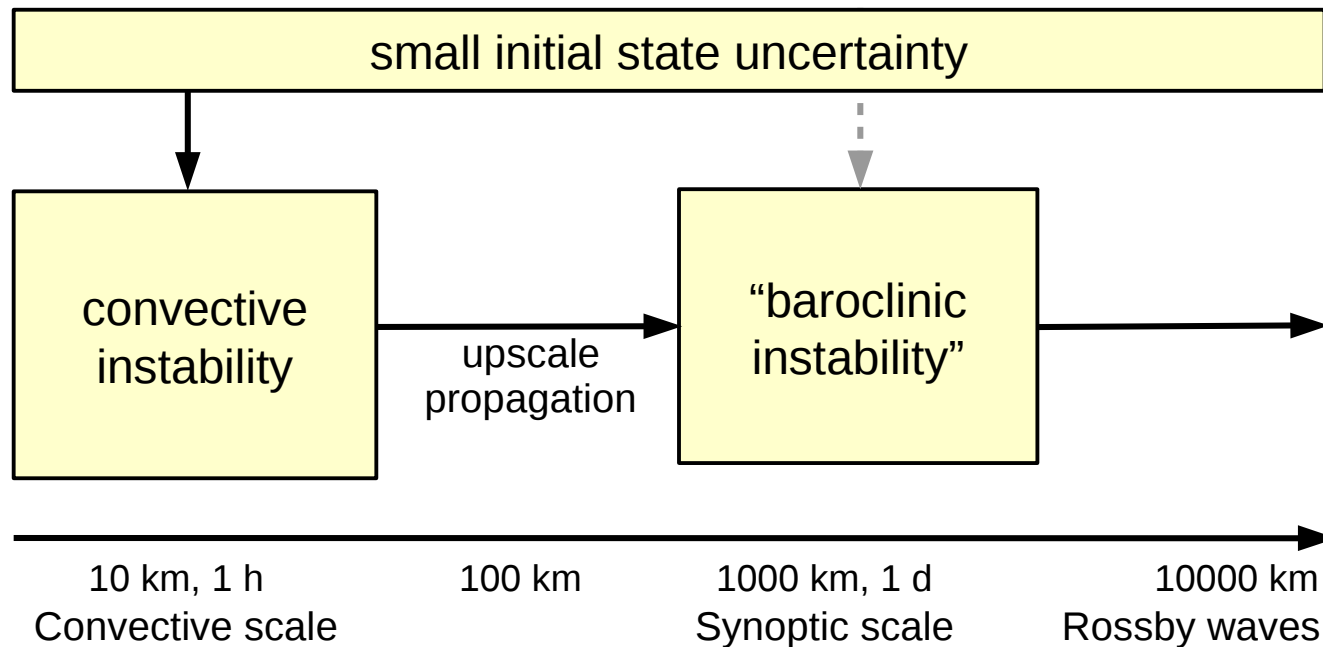 small initial state uncertainty
convective
instability
upscale
propagation
“baroclinic
instability”
10 km, 1 h
100 km
1000 km, 1 d
10000 km
Convective scale
Synoptic scale
Rossby waves